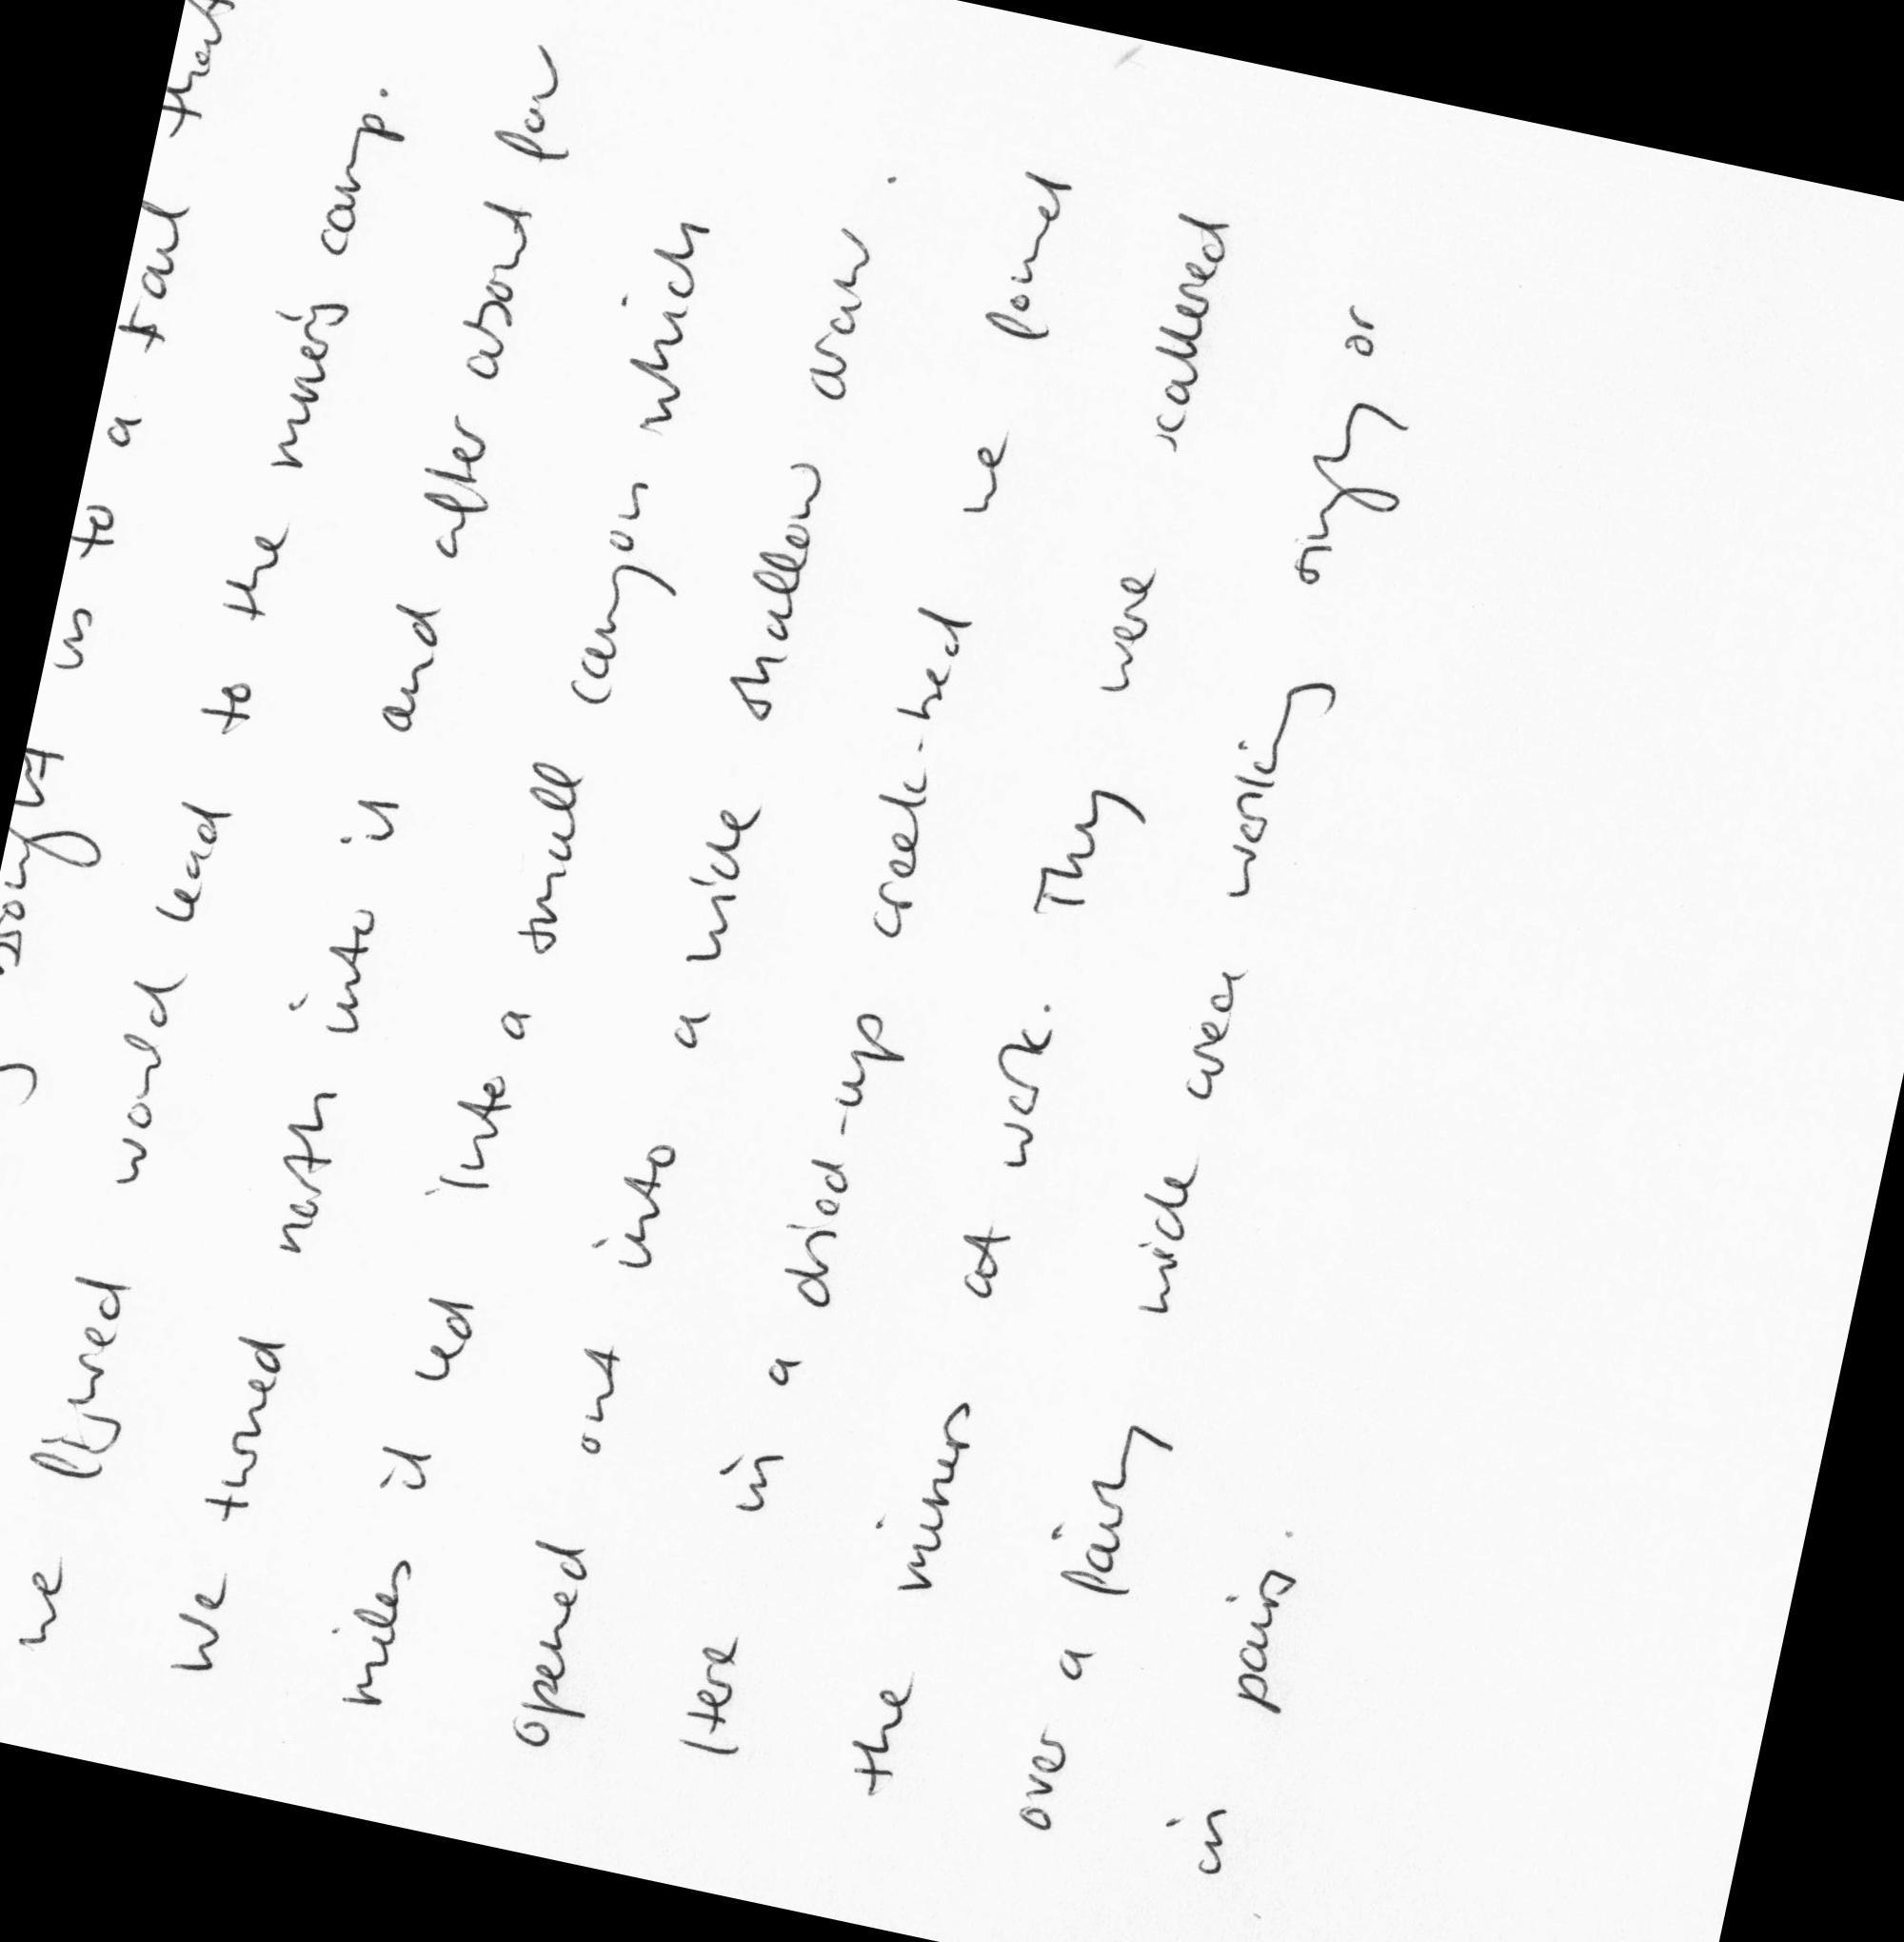 brought us to a trail that
we figured would lead to the miners camp.
We turned north into it and after about four
miles it led into a small canyon which
opened out into a wide shallow draw.
Here in a dried-up creek-bed we found
the miners at work. They were scattered
over a fairly wide area working singly or
in pairs.